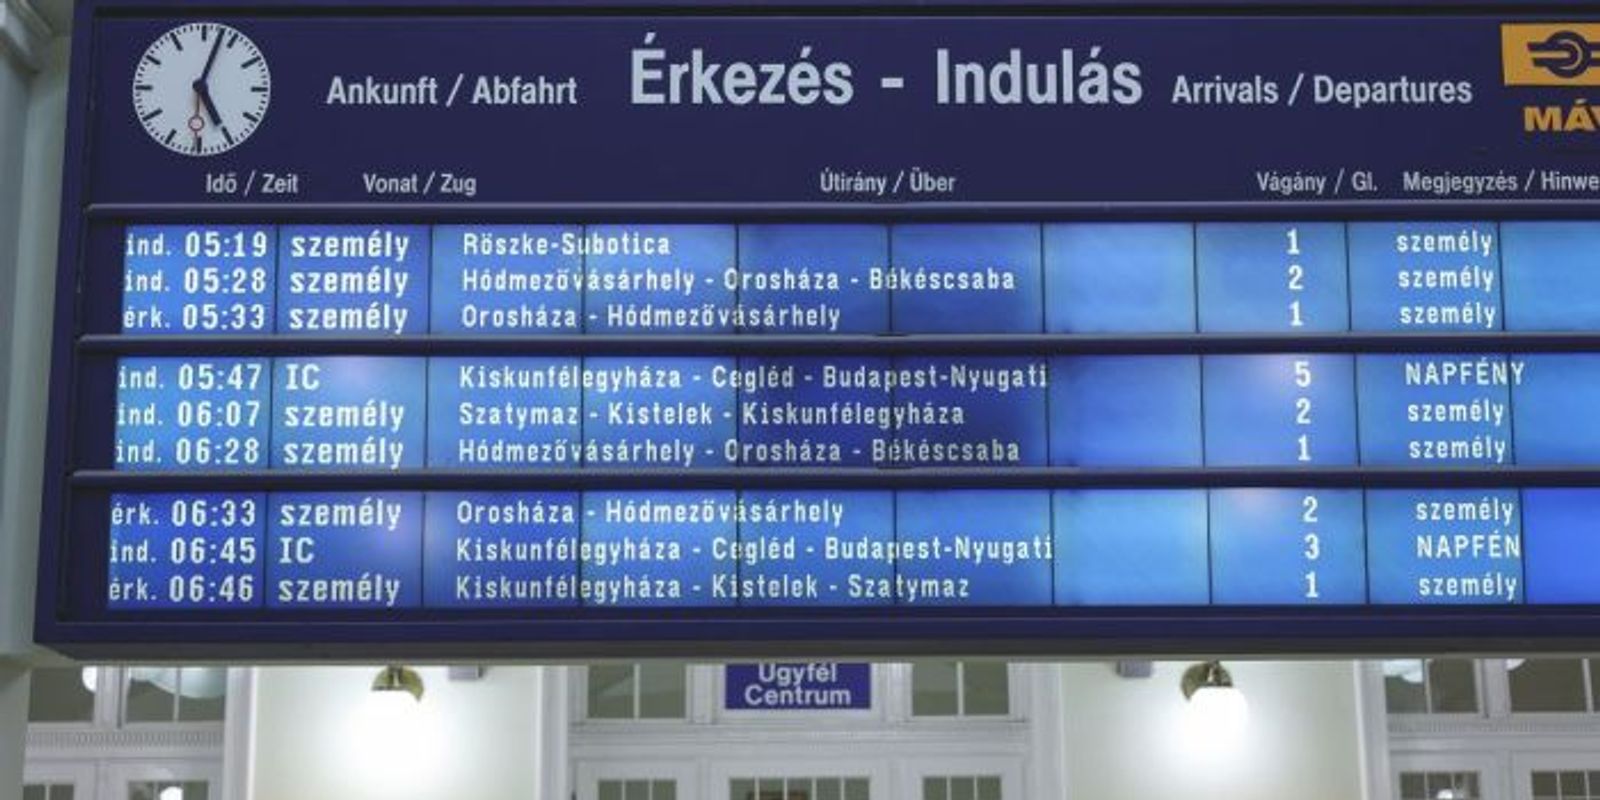 Ankunft / Abfahrt Érkezés - Indulás Arrivals / Departures
MÁV
Idő / Zeit Vonat / Zug Útirány / Über Vágány / Gl. Megjegyzés / Hinwe
ind. 05:19 személy Röszke-Subotica 1 személy
ind. 05:28 személy Hódmezővásárhely - Orosháza - Békéscsaba 2 személy
érk. 05:33 személy Orosháza - Hódmezővásárhely 1 személy
ind. 05:47 IC Kiskunfélegyháza - Cegléd - Budapest-Nyugati 5 NAPFÉNY
ind. 06:07 személy Szatymaz - Kistelek - Kiskunfélegyháza 2 személy
ind. 06:28 személy Hódmezővásárhely - Orosháza - Békéscsaba 1 személy
érk. 06:33 személy Orosháza - Hódmezővásárhely 2 személy
ind. 06:45 IC Kiskunfélegyháza - Cegléd - Budapest-Nyugati 3 NAPFÉN
érk. 06:46 személy Kiskunfélegyháza - Kistelek - Szatymaz 1 személy
Ügyfél
Centrum